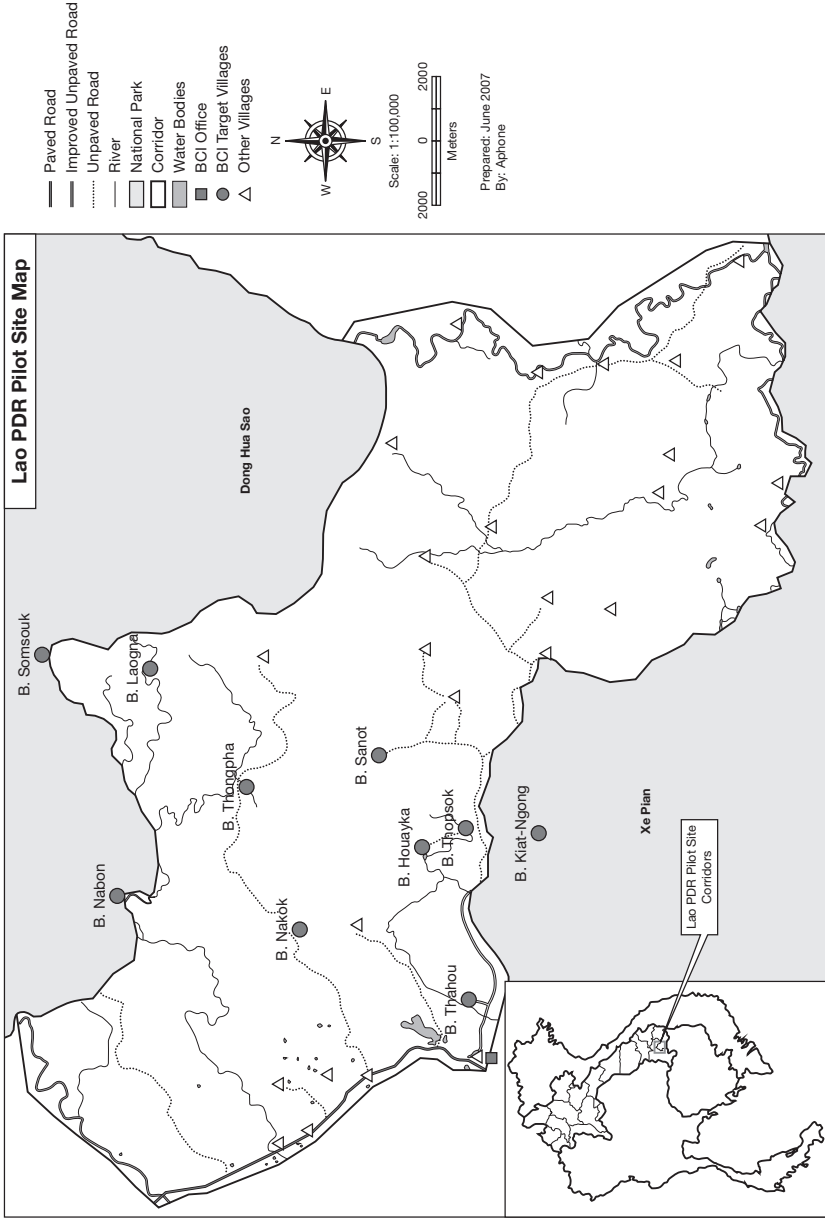 Lao PDR Pilot Site Map
Dong Hua Sao
B. Somsouk
B. Laogna
B. Nabon
B. Thongpha
B. Sanot
B. Nakok
B. Houayka
B. Thopsok
B. Thahou
B. Kiat-Ngong
Xe Pian
Lao PDR Pilot Site
Corridors
Paved Road
Improved Unpaved Road
Unpaved Road
River
National Park
Corridor
Water Bodies
BCI Office
BCI Target Villages
Other Villages
N
W
E
S
Scale: 1:100,000
2000 0 2000
Meters
Prepared: June 2007
By: Aphone